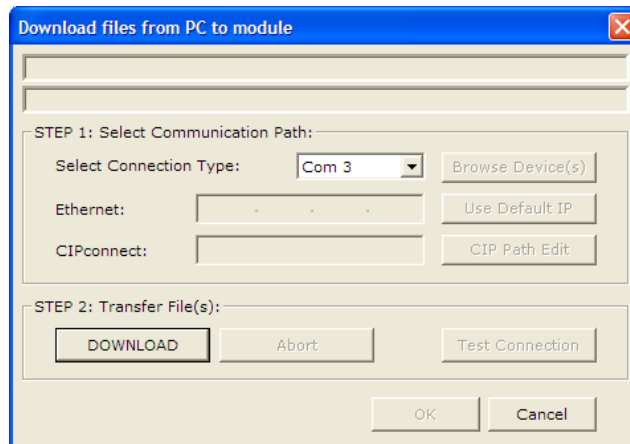 Download files from PC to module
STEP 1: Select Communication Path:
Select Connection Type: Com 3 Browse Device(s)
Ethernet: . . . Use Default IP
CIPconnect: CIP Path Edit
STEP 2: Transfer File(s):
DOWNLOAD Abort Test Connection
OK Cancel